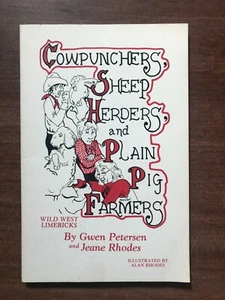 COWPUNCHERS,
SHEEP
HERDERS,
and
PLAIN
PIG
FARMERS
WILD WEST
LIMERICKS
By Gwen Petersen
and Jeane Rhodes
ILLUSTRATED BY
ALAN RHODES